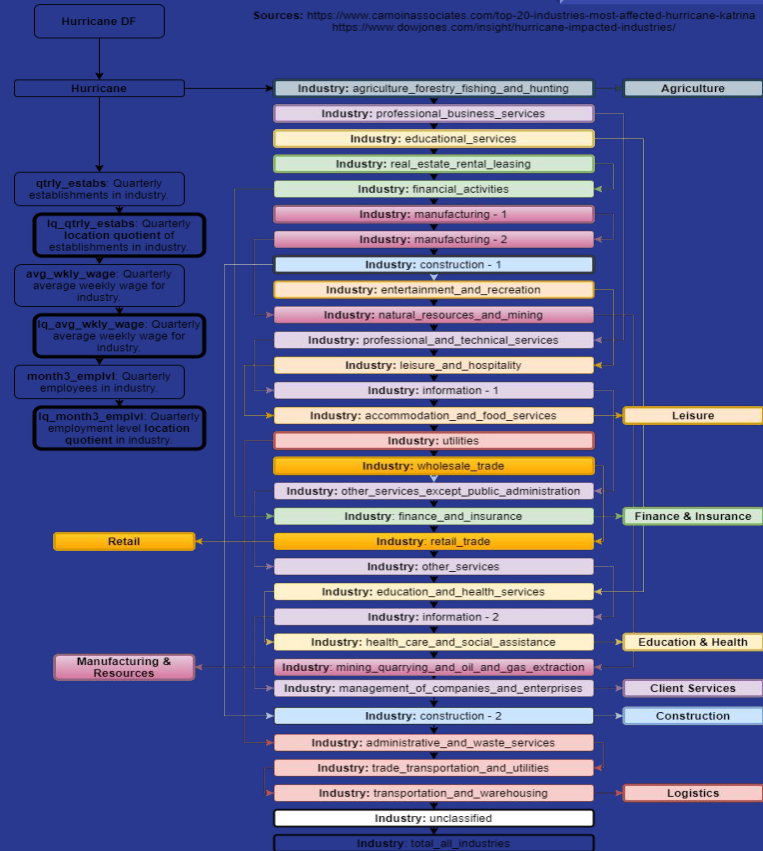 Hurricane DF
Sources: https://www.camoinassociates.com/top-20-industries-most-affected-hurricane-katrina
https://www.dowjones.com/insight/hurricane-impacted-industries/
Hurricane
Industry: agriculture_forestry_fishing_and_hunting
Agriculture
Industry: professional_business_services
Industry: educational_services
Industry: real_estate_rental_leasing
qtrly_estabs: Quarterly
establishments in industry.
Industry: financial_activities
lq_qtrly_estabs: Quarterly
location quotient of
establishments in industry.
Industry: manufacturing - 1
Industry: manufacturing - 2
avg_wkly_wage: Quarterly
average weekly wage for
industry.
Industry: construction - 1
Industry: entertainment_and_recreation
lq_avg_wkly_wage: Quarterly
average weekly wage for
industry.
Industry: natural_resources_and_mining
Industry: professional_and_technical_services
month3_emplvl: Quarterly
employees in industry.
Industry: leisure_and_hospitality
Industry: information - 1
lq_month3_emplvl: Quarterly
employment level location
quotient in industry.
Industry: accommodation_and_food_services
Leisure
Industry: utilities
Industry: wholesale_trade
Industry: other_services_except_public_administration
Industry: finance_and_insurance
Finance & Insurance
Retail
Industry: retail_trade
Industry: other_services
Industry: education_and_health_services
Industry: information - 2
Industry: health_care_and_social_assistance
Education & Health
Manufacturing &
Resources
Industry: mining_quarrying_and_oil_and_gas_extraction
Industry: management_of_companies_and_enterprises
Client Services
Industry: construction - 2
Construction
Industry: administrative_and_waste_services
Industry: trade_transportation_and_utilities
Industry: transportation_and_warehousing
Logistics
Industry: unclassified
Industry: total_all_industries